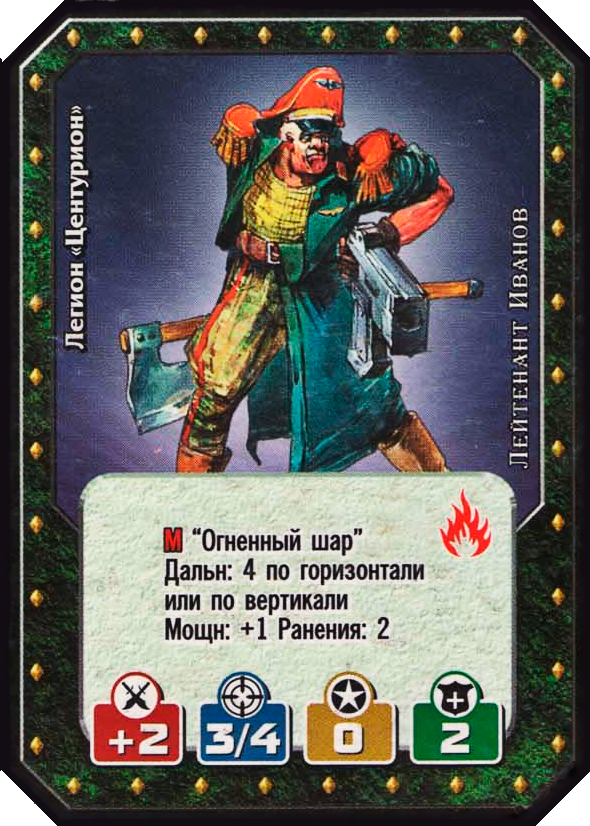 Легион «Центурион»
Лейтенант Иванов
М “Огненный шар”
Дальн: 4 по горизонтали
или по вертикали
Мощн: +1 Ранения: 2
+2 3/4 0 2